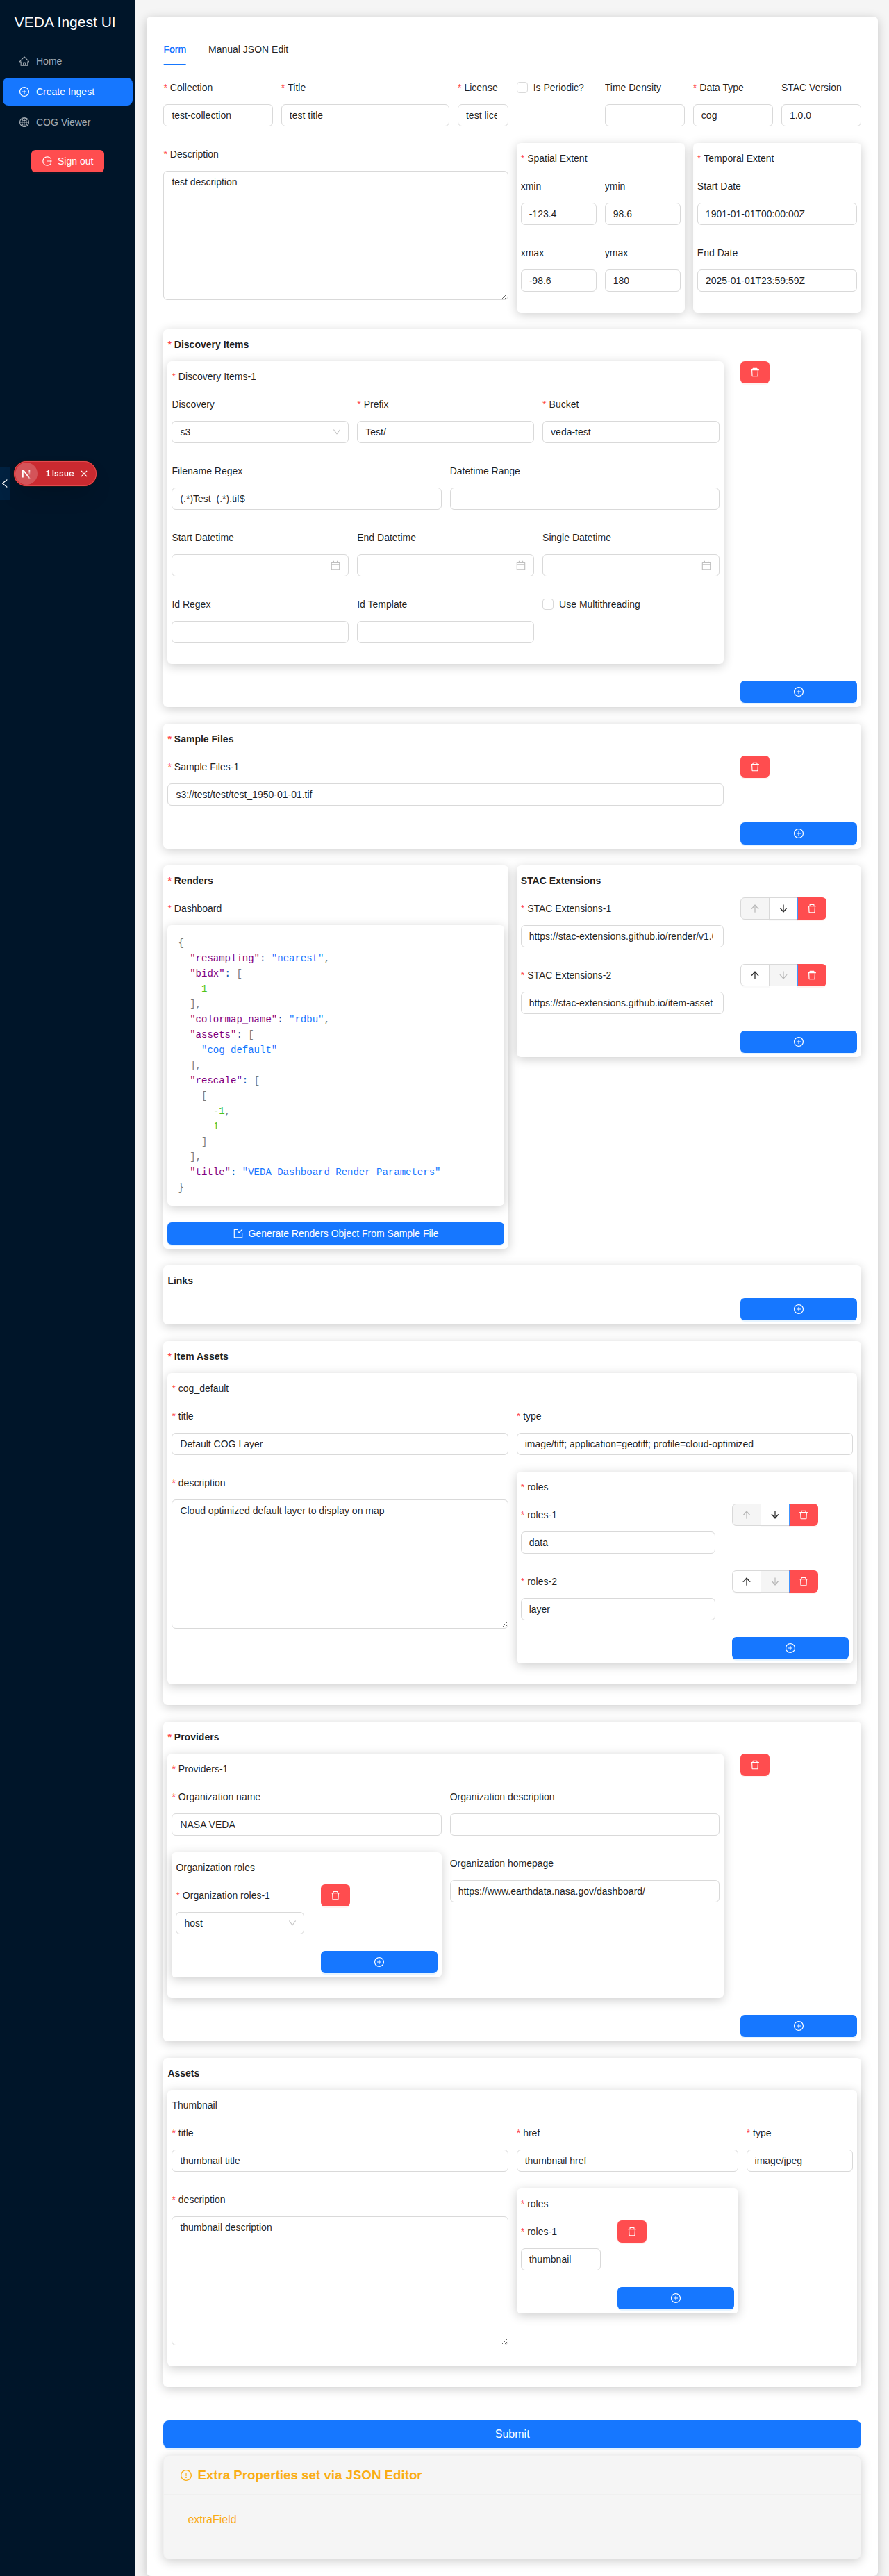 VEDA Ingest UI
Home
Create Ingest
COG Viewer
Sign out
1 Issue
Form Manual JSON Edit
* Collection * Title * License Is Periodic? Time Density * Data Type STAC Version
test-collection test title test lice cog 1.0.0
* Description
test description
* Spatial Extent
xmin ymin
-123.4 98.6
xmax ymax
-98.6 180
* Temporal Extent
Start Date
1901-01-01T00:00:00Z
End Date
2025-01-01T23:59:59Z
* Discovery Items
* Discovery Items-1
Discovery * Prefix * Bucket
s3 Test/ veda-test
Filename Regex Datetime Range
(.*)Test_(.*).tif$
Start Datetime End Datetime Single Datetime
Id Regex Id Template Use Multithreading
* Sample Files
* Sample Files-1
s3://test/test/test_1950-01-01.tif
* Renders
* Dashboard
{
"resampling": "nearest",
"bidx": [
1
],
"colormap_name": "rdbu",
"assets": [
"cog_default"
],
"rescale": [
[
-1,
1
]
],
"title": "VEDA Dashboard Render Parameters"
}
Generate Renders Object From Sample File
STAC Extensions
* STAC Extensions-1
https://stac-extensions.github.io/render/v1.
* STAC Extensions-2
https://stac-extensions.github.io/item-asset
Links
* Item Assets
* cog_default
* title * type
Default COG Layer image/tiff; application=geotiff; profile=cloud-optimized
* description
Cloud optimized default layer to display on map
* roles
* roles-1
data
* roles-2
layer
* Providers
* Providers-1
* Organization name Organization description
NASA VEDA
Organization roles
* Organization roles-1
host
Organization homepage
https://www.earthdata.nasa.gov/dashboard/
Assets
Thumbnail
* title * href * type
thumbnail title thumbnail href image/jpeg
* description
thumbnail description
* roles
* roles-1
thumbnail
Submit
Extra Properties set via JSON Editor
extraField